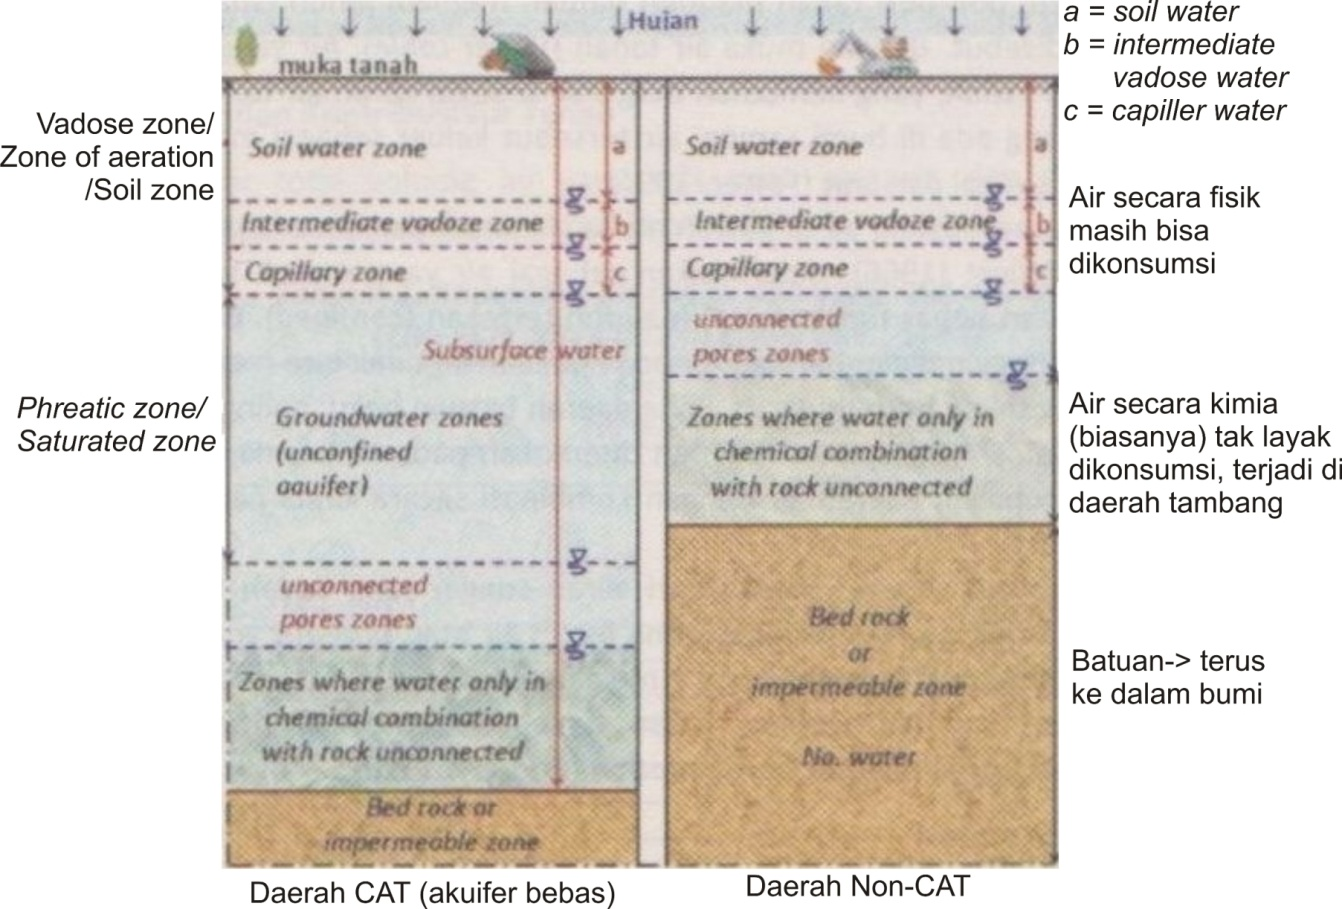 Hujan
muka tanah
a = soil water
b = intermediate
vadose water
c = capiller water
Vadose zone/
Zone of aeration
/Soil zone
Phreatic zone/
Saturated zone
Soil water zone
a
Intermediate vadoze zone
b
Capillary zone
c
Subsurface water
Groundwater zones
(unconfined
aquifer)
unconnected
pores zones
Zones where water only in
chemical combination
with rock unconnected
Bed rock or
impermeable zone
Daerah CAT (akuifer bebas)
Soil water zone
a
Intermediate vadoze zone
b
Capillary zone
c
unconnected
pores zones
Zones where water only in
chemical combination
with rock unconnected
Bed rock
or
impermeable zone
No. water
Daerah Non-CAT
Air secara fisik
masih bisa
dikonsumsi
Air secara kimia
(biasanya) tak layak
dikonsumsi, terjadi di
daerah tambang
Batuan-> terus
ke dalam bumi